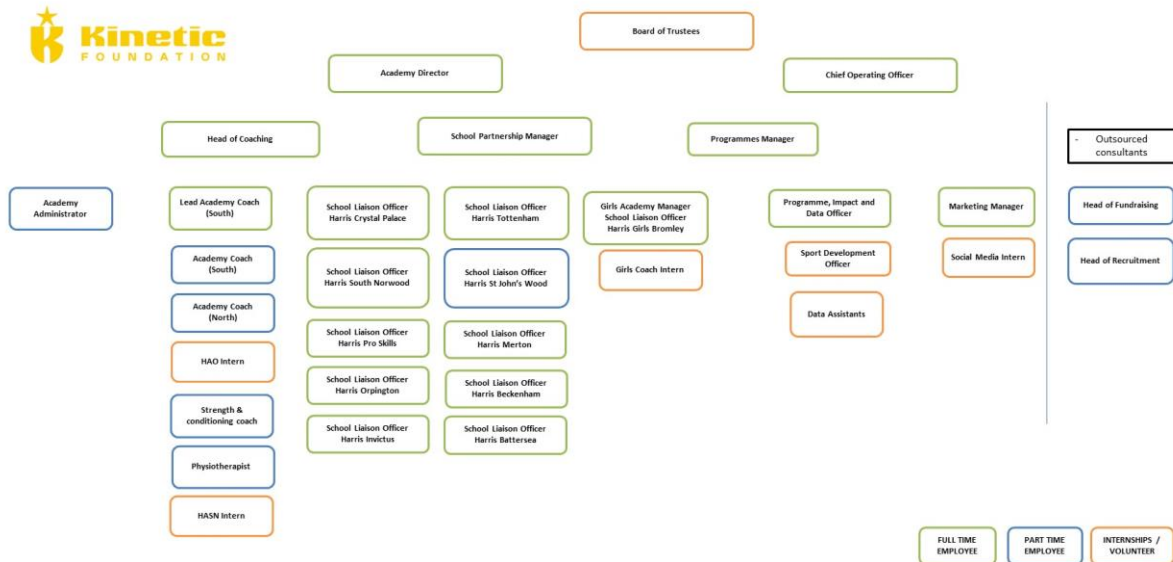 Kinetic
FOUNDATION
Board of Trustees
Academy Director
Chief Operating Officer
Head of Coaching
School Partnership Manager
Programmes Manager
- Outsourced
consultants
Academy
Administrator
Lead Academy Coach
(South)
School Liaison Officer
Harris Crystal Palace
School Liaison Officer
Harris Tottenham
Girls Academy Manager
School Liaison Officer
Harris Girls Bromley
Programme, Impact and
Data Officer
Marketing Manager
Head of Fundraising
Academy Coach
(South)
School Liaison Officer
Harris South Norwood
School Liaison Officer
Harris St John's Wood
Girls Coach Intern
Sport Development
Officer
Social Media Intern
Head of Recruitment
Academy Coach
(North)
Data Assistants
HAO Intern
School Liaison Officer
Harris Pro Skills
School Liaison Officer
Harris Merton
Strength &
conditioning coach
School Liaison Officer
Harris Orpington
School Liaison Officer
Harris Beckenham
Physiotherapist
School Liaison Officer
Harris Invictus
School Liaison Officer
Harris Battersea
HASN Intern
FULL TIME
EMPLOYEE
PART TIME
EMPLOYEE
INTERNSHIPS /
VOLUNTEER